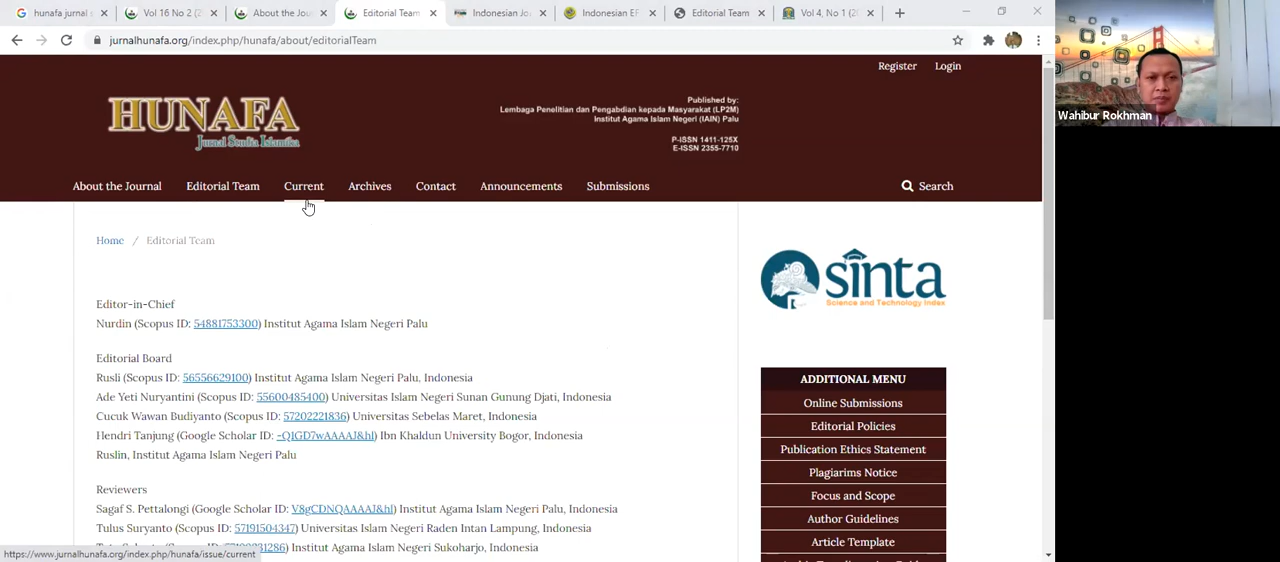 hunafa jurnal s
Vol 16 No 2 (2
About the Jou
Editorial Team
Indonesian Jo
Indonesian EF
Editorial Team
Vol 4, No 1 (2
jurnalhunafa.org/index.php/hunafa/about/editorialTeam
Register Login
HUNAFA
Jurnal Studia Islamika
Published by:
Lembaga Penelitian dan Pengabdian kepada Masyarakat (LP2M)
Institut Agama Islam Negeri (IAIN) Palu
P-ISSN 1411-125X
E-ISSN 2355-7710
Wahibur Rokhman
About the Journal Editorial Team Current Archives Contact Announcements Submissions Search
Home / Editorial Team
Editor-in-Chief
Nurdin (Scopus ID: 54881753300) Institut Agama Islam Negeri Palu
Editorial Board
Rusli (Scopus ID: 56556629100) Institut Agama Islam Negeri Palu, Indonesia
Ade Yeti Nuryantini (Scopus ID: 55600485400) Universitas Islam Negeri Sunan Gunung Djati, Indonesia
Cucuk Wawan Budiyanto (Scopus ID: 57202221836) Universitas Sebelas Maret, Indonesia
Hendri Tanjung (Google Scholar ID: -QIGD7wAAAAJ&hl) Ibn Khaldun University Bogor, Indonesia
Ruslin, Institut Agama Islam Negeri Palu
Reviewers
Sagaf S. Pettalongi (Google Scholar ID: V8gCDNQAAAAJ&hl) Institut Agama Islam Negeri Palu, Indonesia
Tulus Suryanto (Scopus ID: 57191504347) Universitas Islam Negeri Raden Intan Lampung, Indonesia
Institut Agama Islam Negeri Sukoharjo, Indonesia
https://www.jurnalhunafa.org/index.php/hunafa/issue/current
sinta
Science and Technology Index
ADDITIONAL MENU
Online Submissions
Editorial Policies
Publication Ethics Statement
Plagiarims Notice
Focus and Scope
Author Guidelines
Article Template